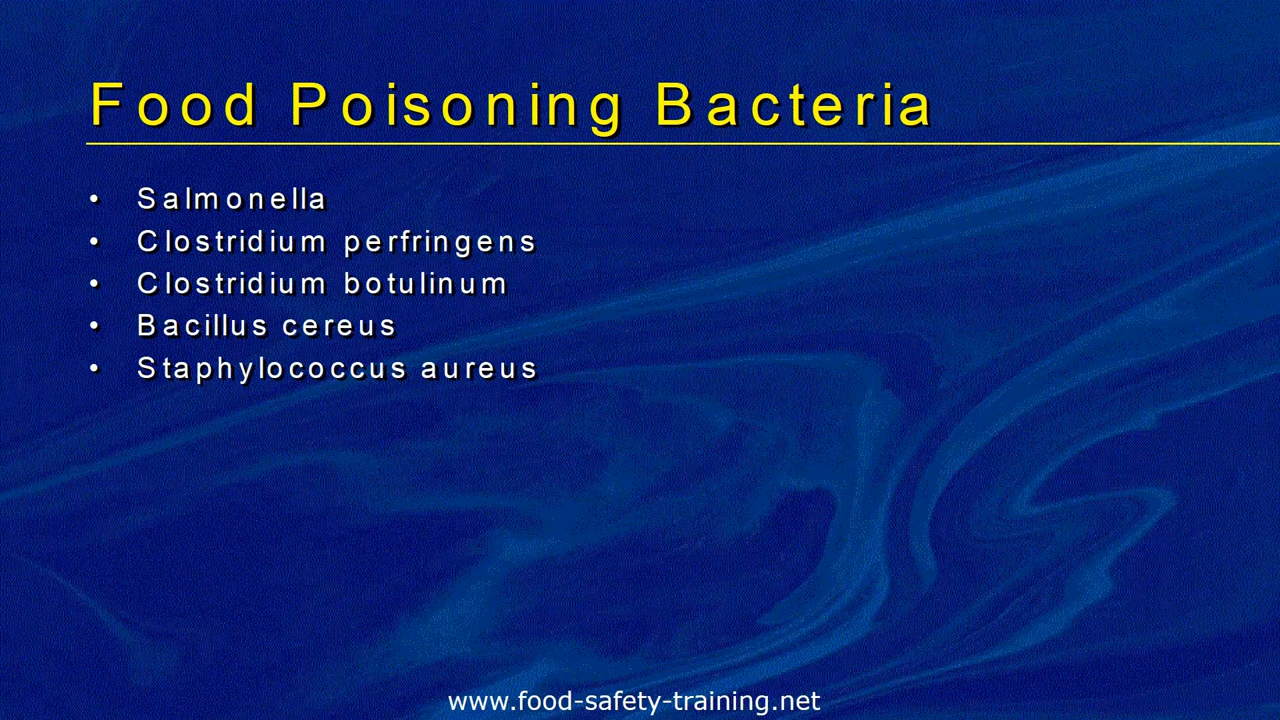 Food Poisoning Bacteria
• Salmonella
• Clostridium perfringens
• Clostridium botulinum
• Bacillus cereus
• Staphylococcus aureus
www.food-safety-training.net